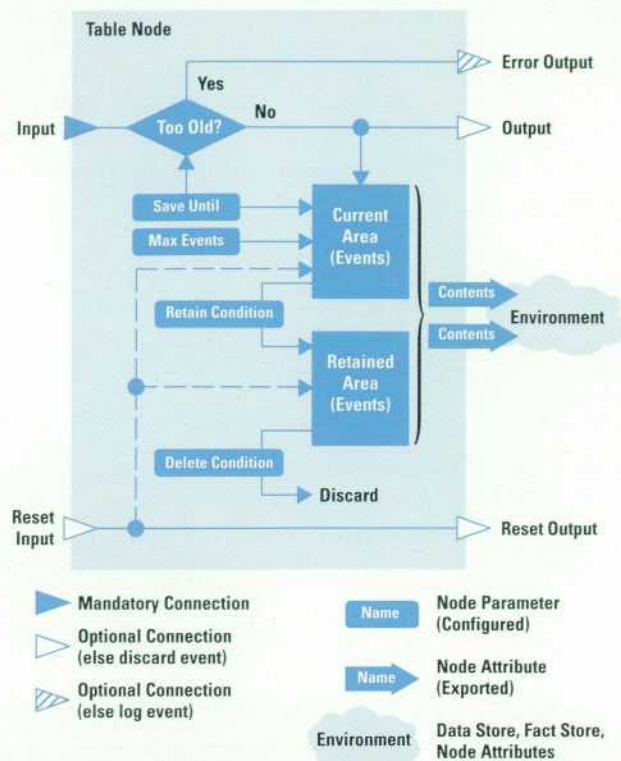 Table Node
Yes
Error Output
Input
Too Old?
No
Output
Save Until
Max Events
Current
Area
(Events)
Contents
Environment
Contents
Retain Condition
Retained
Area
(Events)
Delete Condition
Discard
Reset
Input
Reset Output
Mandatory Connection
Optional Connection
(else discard event)
Optional Connection
(else log event)
Name
Node Parameter
(Configured)
Name
Node Attribute
(Exported)
Environment
Data Store, Fact Store,
Node Attributes